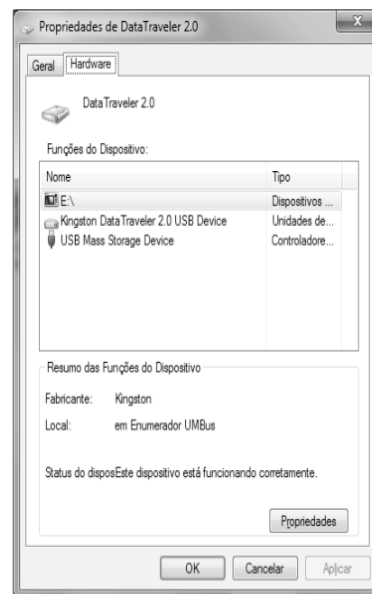 Propriedades de DataTraveler 2.0
X
Geral Hardware
DataTraveler 2.0
Funções do Dispositivo:
Nome Tipo
E:\ Dispositivos ...
Kingston DataTraveler 2.0 USB Device Unidades de...
USB Mass Storage Device Controladore...
Resumo das Funções do Dispositivo
Fabricante: Kingston
Local: em Enumerador UMBus
Status do disposEste dispositivo está funcionando corretamente.
Propriedades
OK Cancelar Aplicar